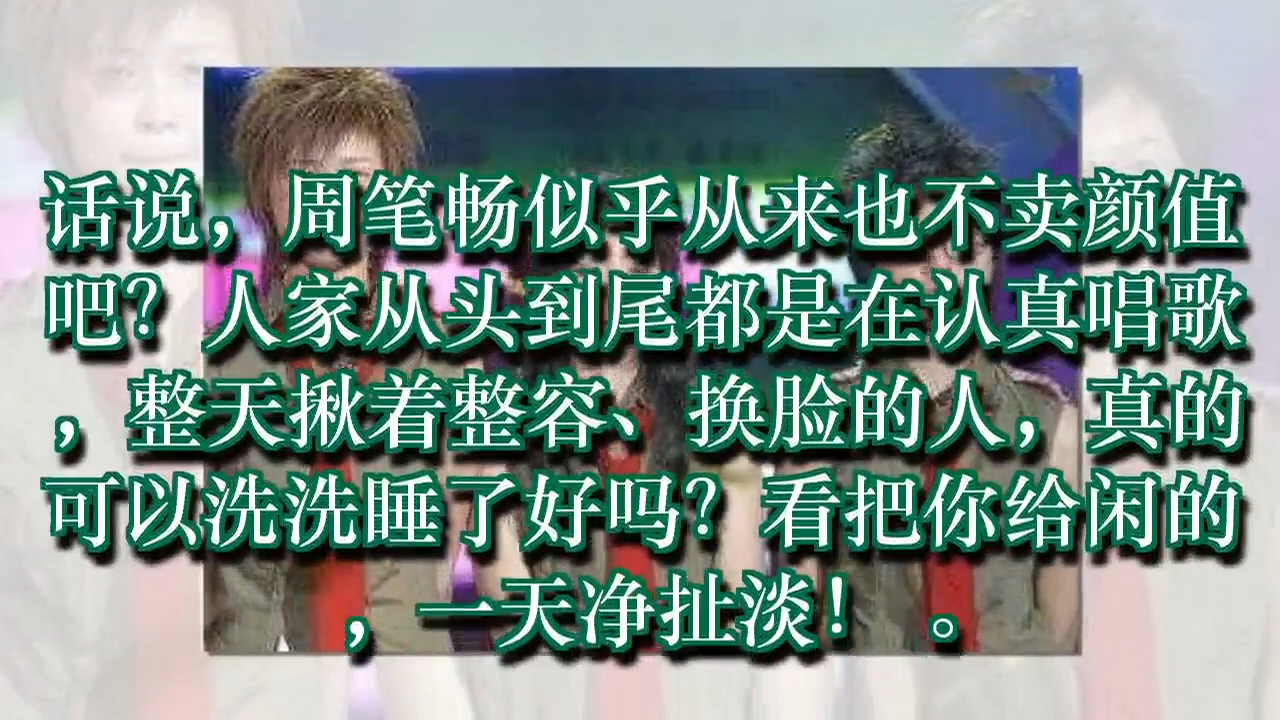 话说，周笔畅似乎从来也不卖颜值
吧？人家从头到尾都是在认真唱歌
，整天揪着整容、换脸的人，真的
可以洗洗睡了好吗？看把你给闲的
，一天净扯淡！。